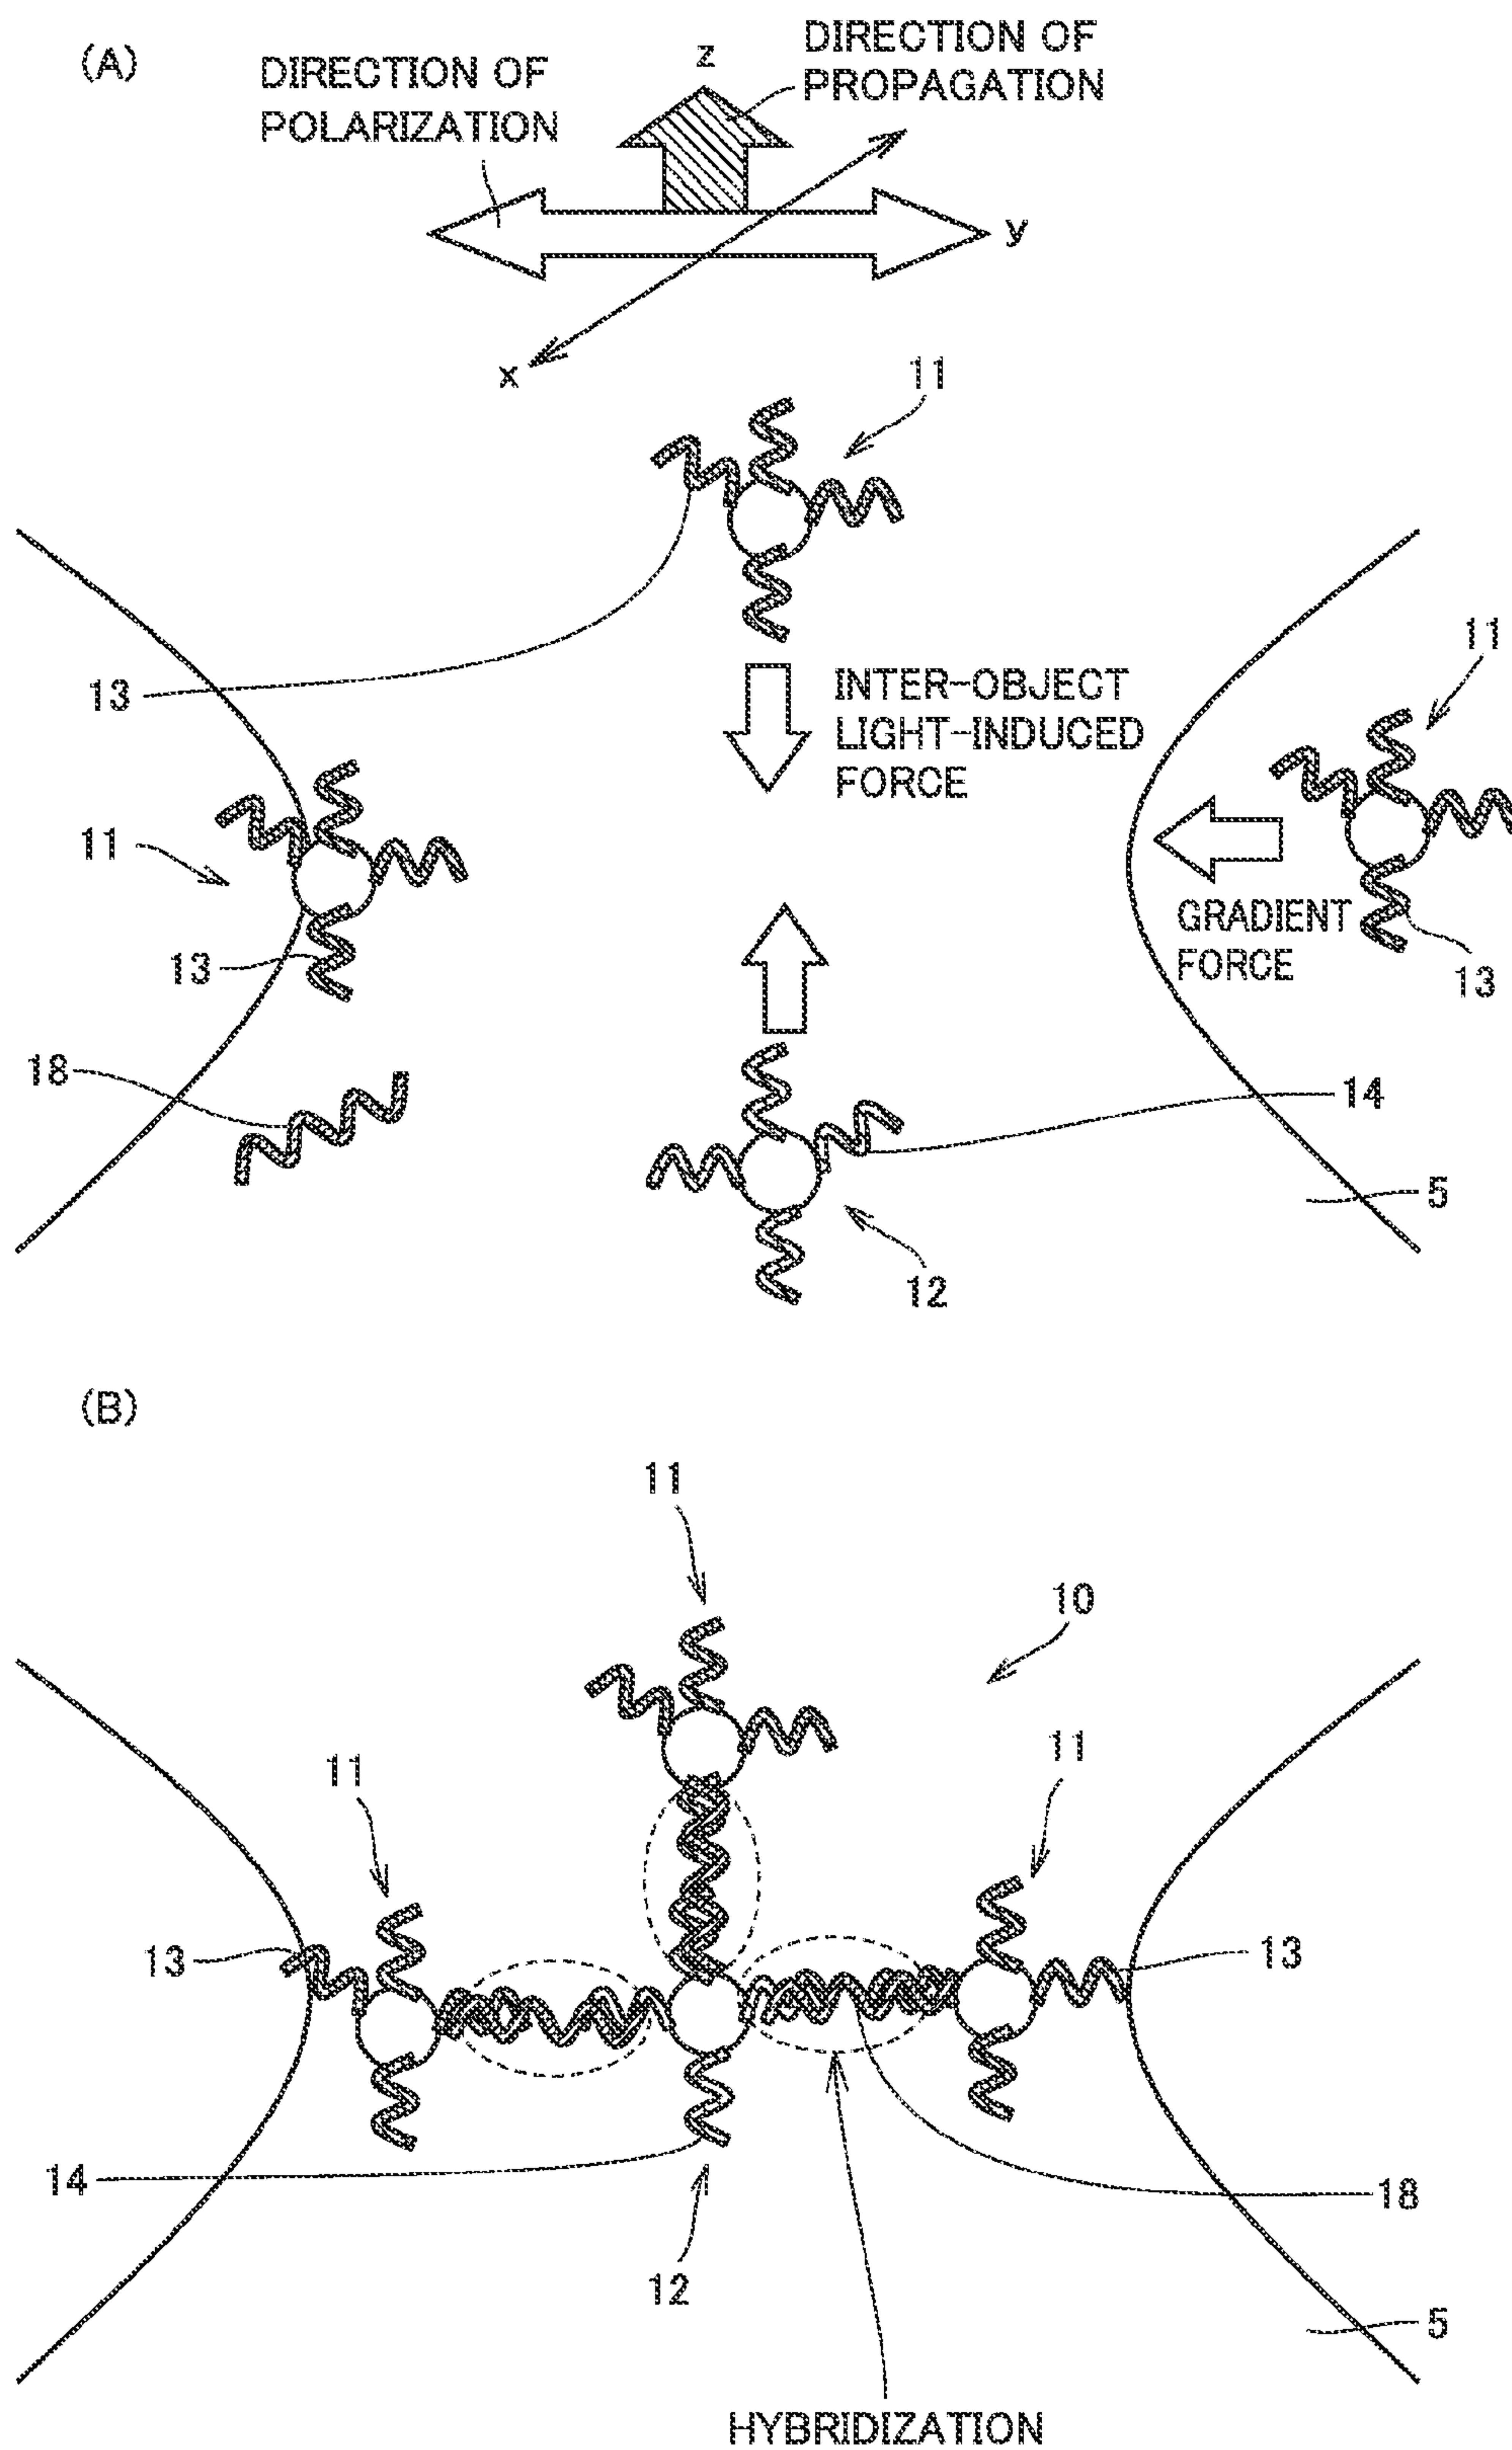 (A)
DIRECTION OF
POLARIZATION
z
DIRECTION OF
PROPAGATION
y
x
11
13
INTER-OBJECT
LIGHT-INDUCED
FORCE
11
11
13
GRADIENT
FORCE
13
18
14
5
12
(B)
11
10
11
11
13
13
14
18
12
5
HYBRIDIZATION